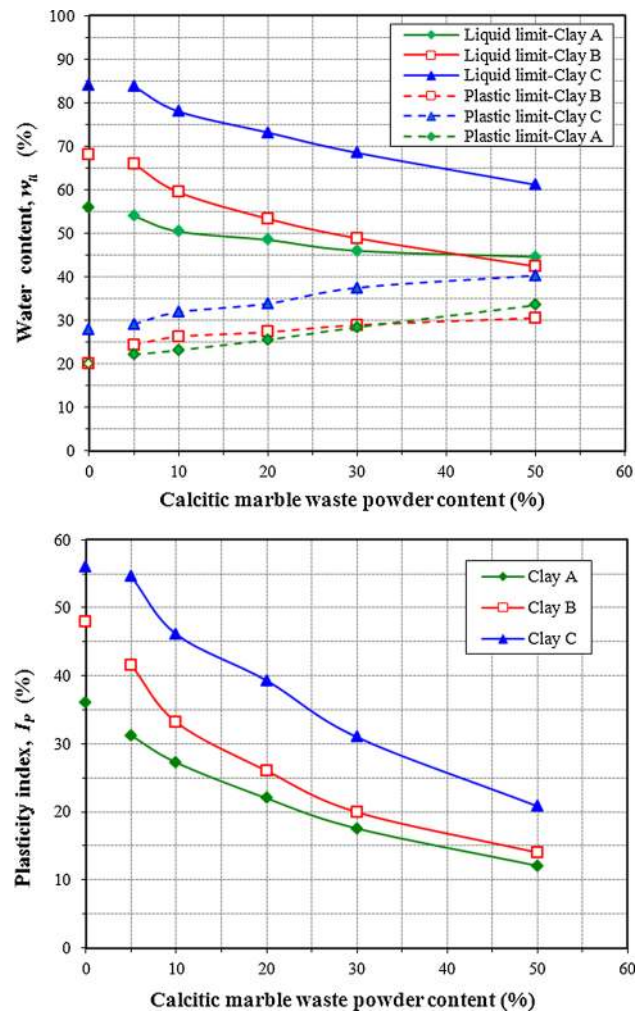 100
90
80
70
60
50
40
30
20
10
0
Water content, wₙ (%)
Liquid limit-Clay A
Liquid limit-Clay B
Liquid limit-Clay C
Plastic limit-Clay B
Plastic limit-Clay C
Plastic limit-Clay A
0 10 20 30 40 50 60
Calcitic marble waste powder content (%)
60
50
40
30
20
10
0
Plasticity index, I_P (%)
Clay A
Clay B
Clay C
0 10 20 30 40 50 60
Calcitic marble waste powder content (%)